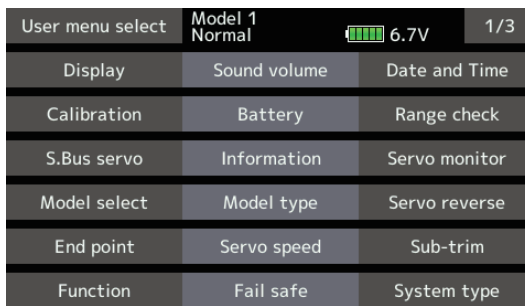 User menu select
Model 1
Normal
6.7V
1/3
Display
Sound volume
Date and Time
Calibration
Battery
Range check
S.Bus servo
Information
Servo monitor
Model select
Model type
Servo reverse
End point
Servo speed
Sub-trim
Function
Fail safe
System type